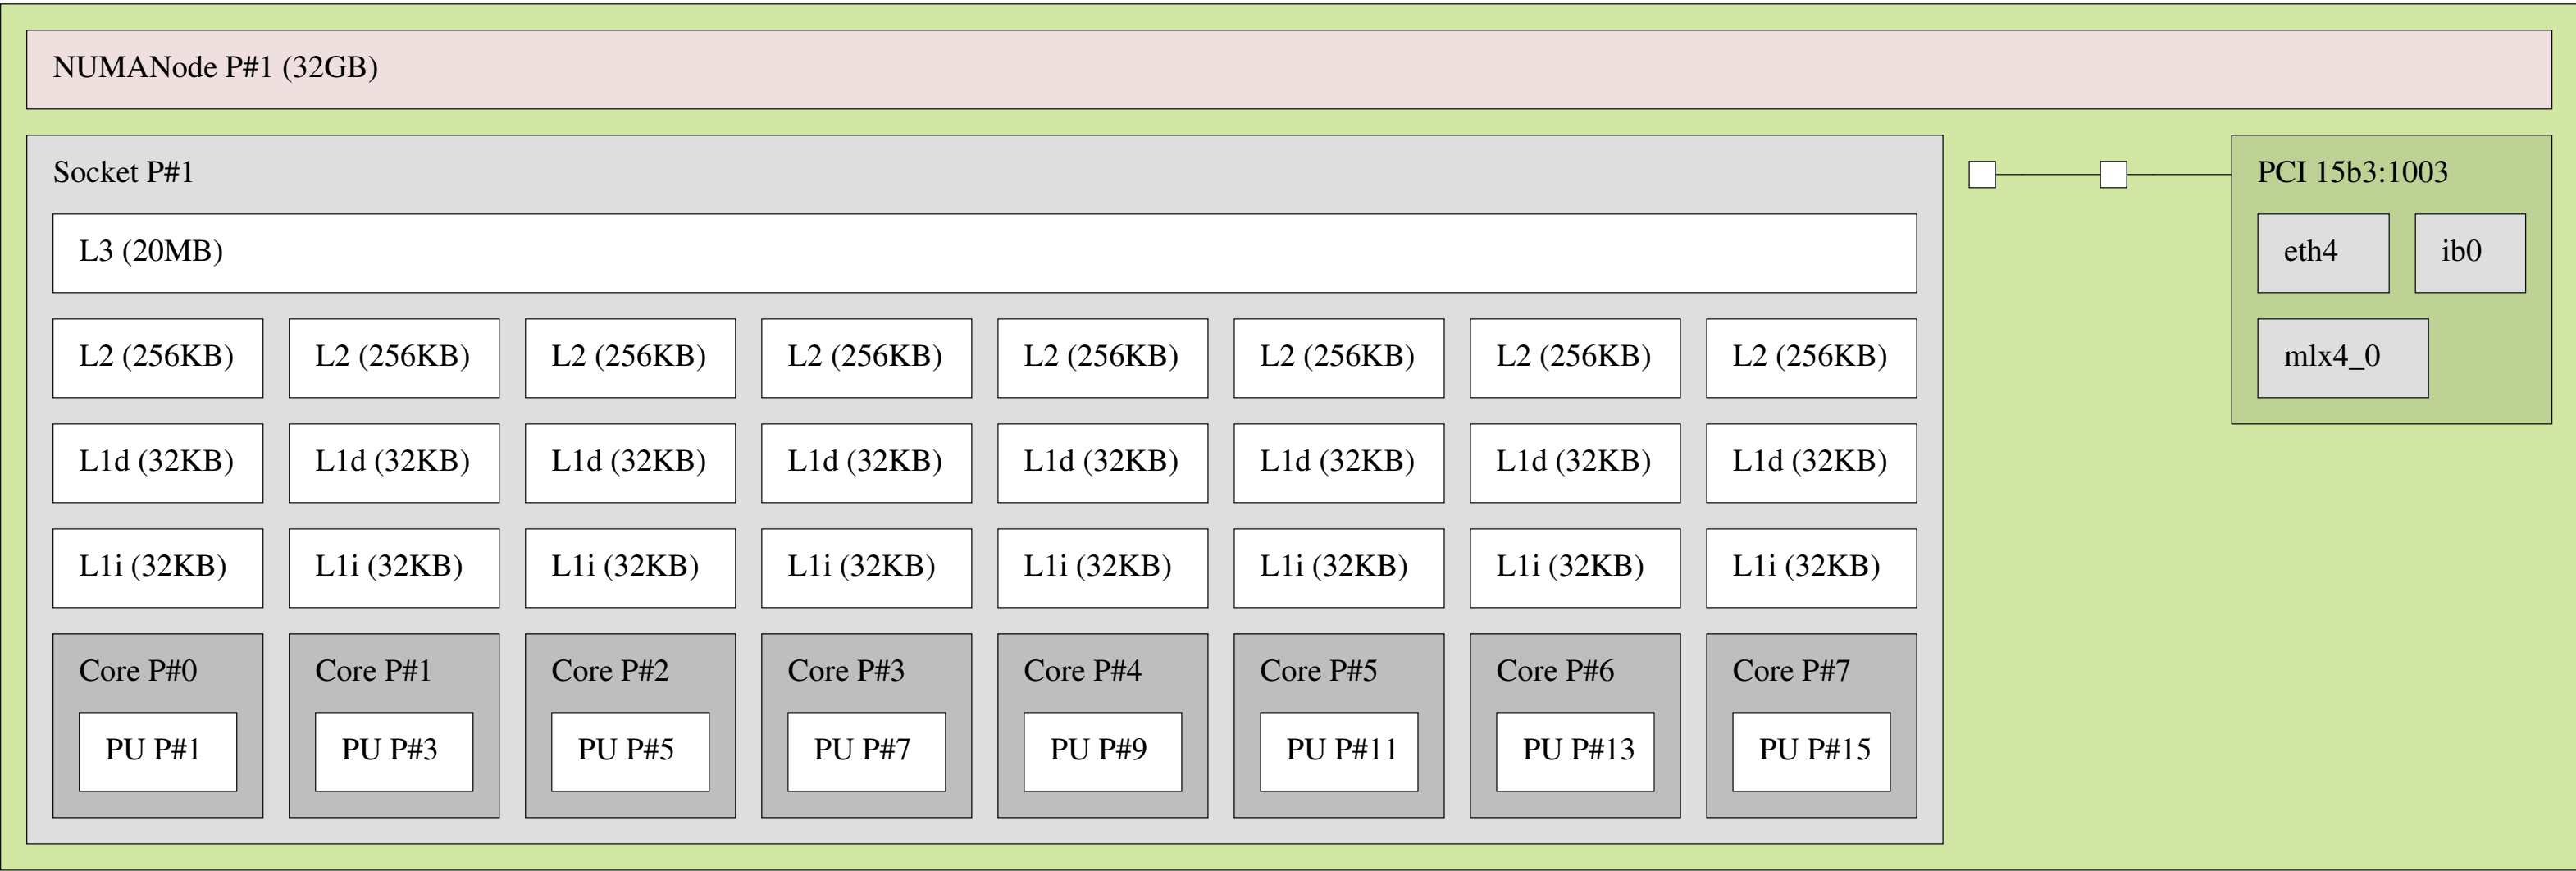 NUMANode P#1 (32GB)
Socket P#1
PCI 15b3:1003
L3 (20MB)
eth4 ib0
L2 (256KB) L2 (256KB) L2 (256KB) L2 (256KB) L2 (256KB) L2 (256KB) L2 (256KB) L2 (256KB)
mlx4_0
L1d (32KB) L1d (32KB) L1d (32KB) L1d (32KB) L1d (32KB) L1d (32KB) L1d (32KB) L1d (32KB)
L1i (32KB) L1i (32KB) L1i (32KB) L1i (32KB) L1i (32KB) L1i (32KB) L1i (32KB) L1i (32KB)
Core P#0 Core P#1 Core P#2 Core P#3 Core P#4 Core P#5 Core P#6 Core P#7
PU P#1 PU P#3 PU P#5 PU P#7 PU P#9 PU P#11 PU P#13 PU P#15